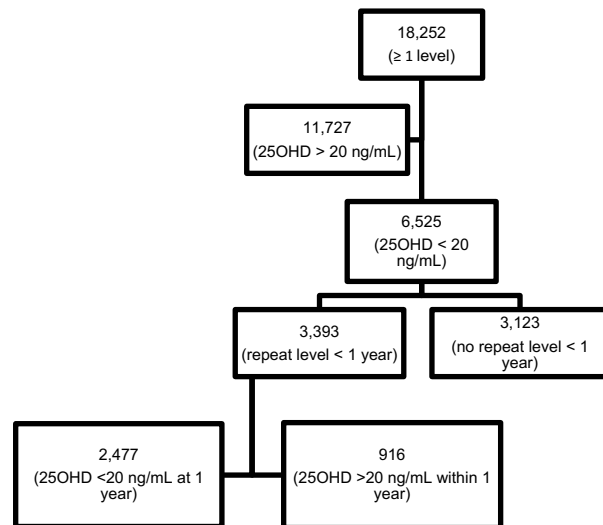 18,252
(≥ 1 level)
11,727
(25OHD > 20 ng/mL)
6,525
(25OHD < 20
ng/mL)
3,393
(repeat level < 1 year)
3,123
(no repeat level < 1
year)
2,477
(25OHD <20 ng/mL at 1
year)
916
(25OHD >20 ng/mL within 1
year)